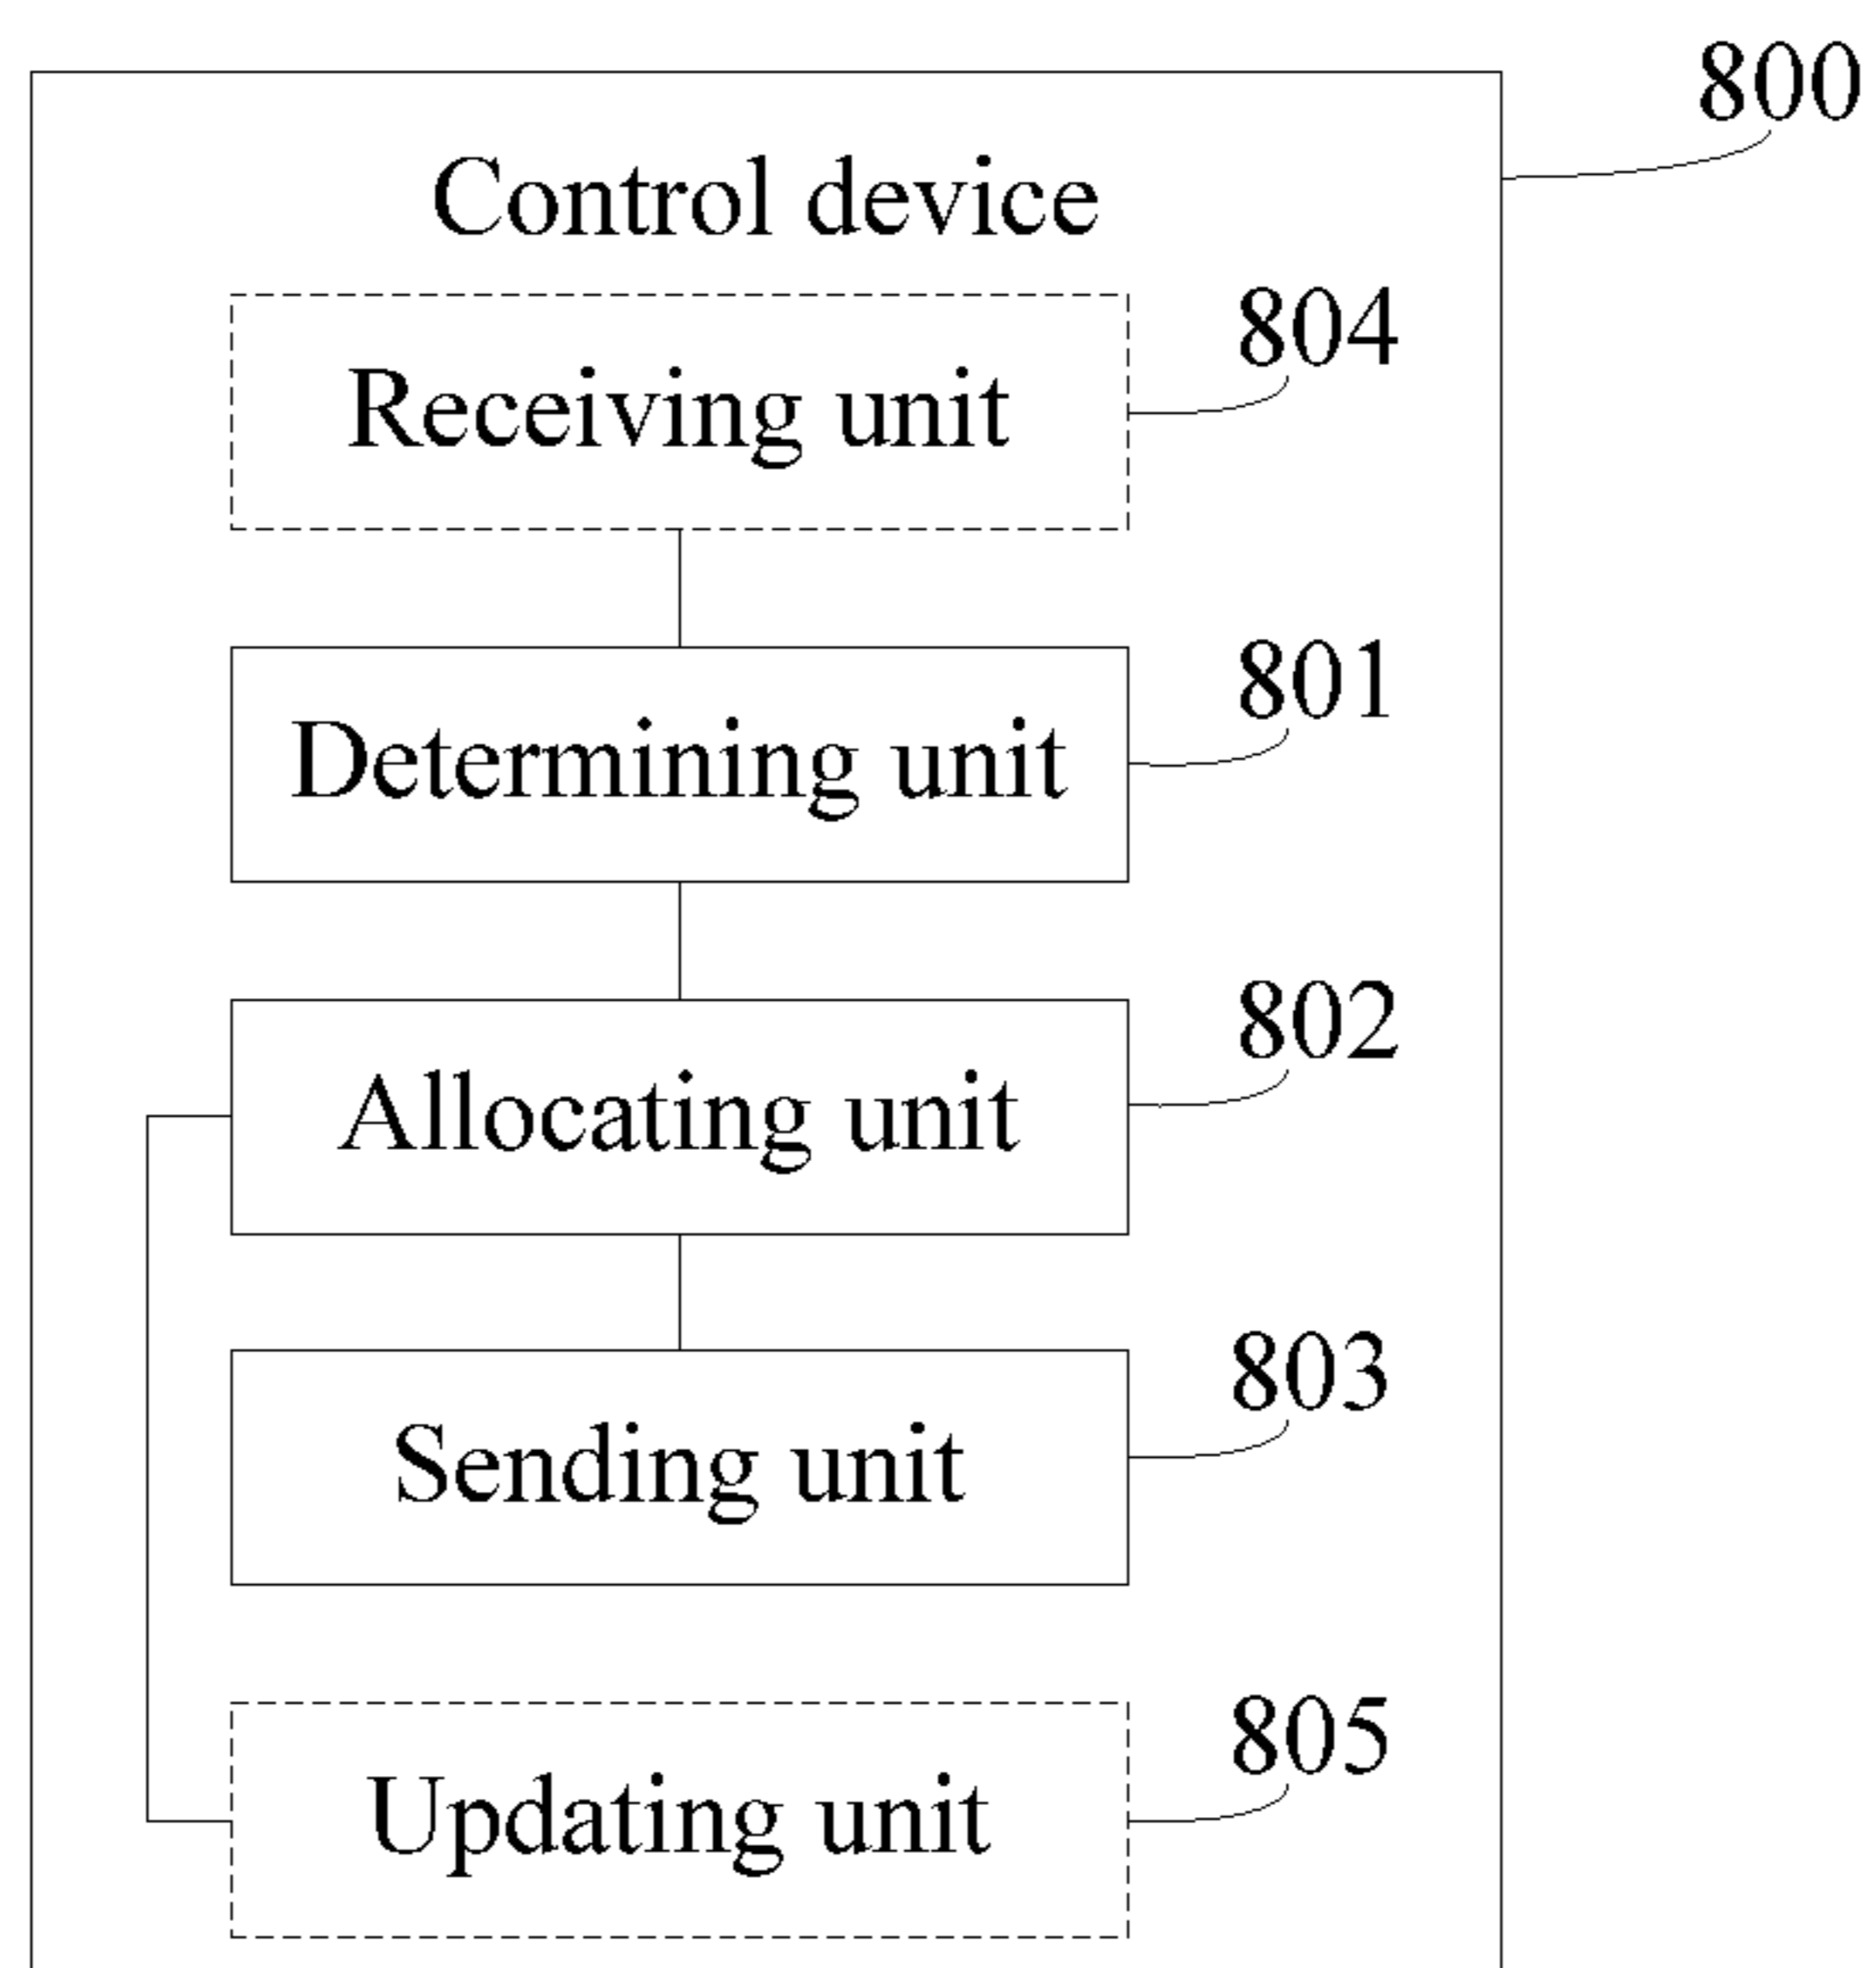 800
Control device
804
Receiving unit
801
Determining unit
802
Allocating unit
803
Sending unit
805
Updating unit